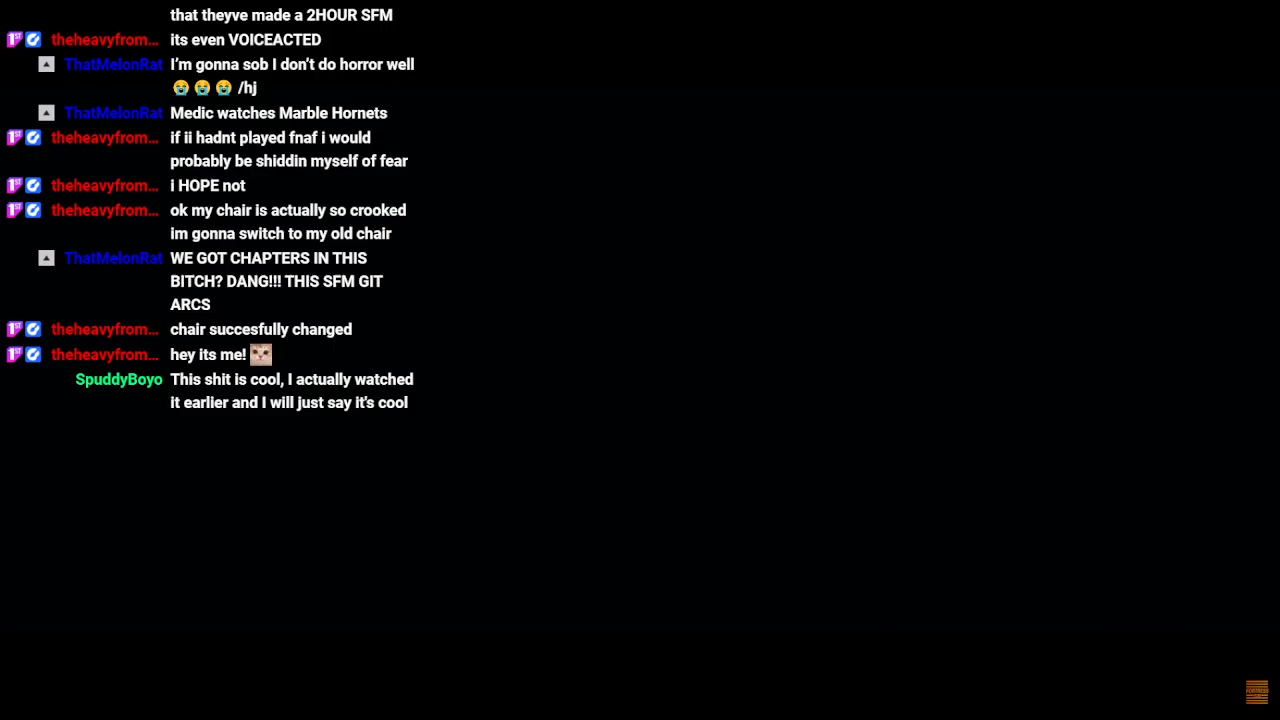 that theyve made a 2HOUR SFM
theheavyfrom... its even VOICEACTED
ThatMelonRat I’m gonna sob I don’t do horror well
😭 😭 😭 /hj
ThatMelonRat Medic watches Marble Hornets
theheavyfrom... if ii hadnt played fnaf i would
probably be shiddin myself of fear
theheavyfrom... i HOPE not
theheavyfrom... ok my chair is actually so crooked
im gonna switch to my old chair
ThatMelonRat WE GOT CHAPTERS IN THIS
BITCH? DANG!!! THIS SFM GIT
ARCS
theheavyfrom... chair succesfully changed
theheavyfrom... hey its me!
SpuddyBoyo This shit is cool, I actually watched
it earlier and I will just say it's cool